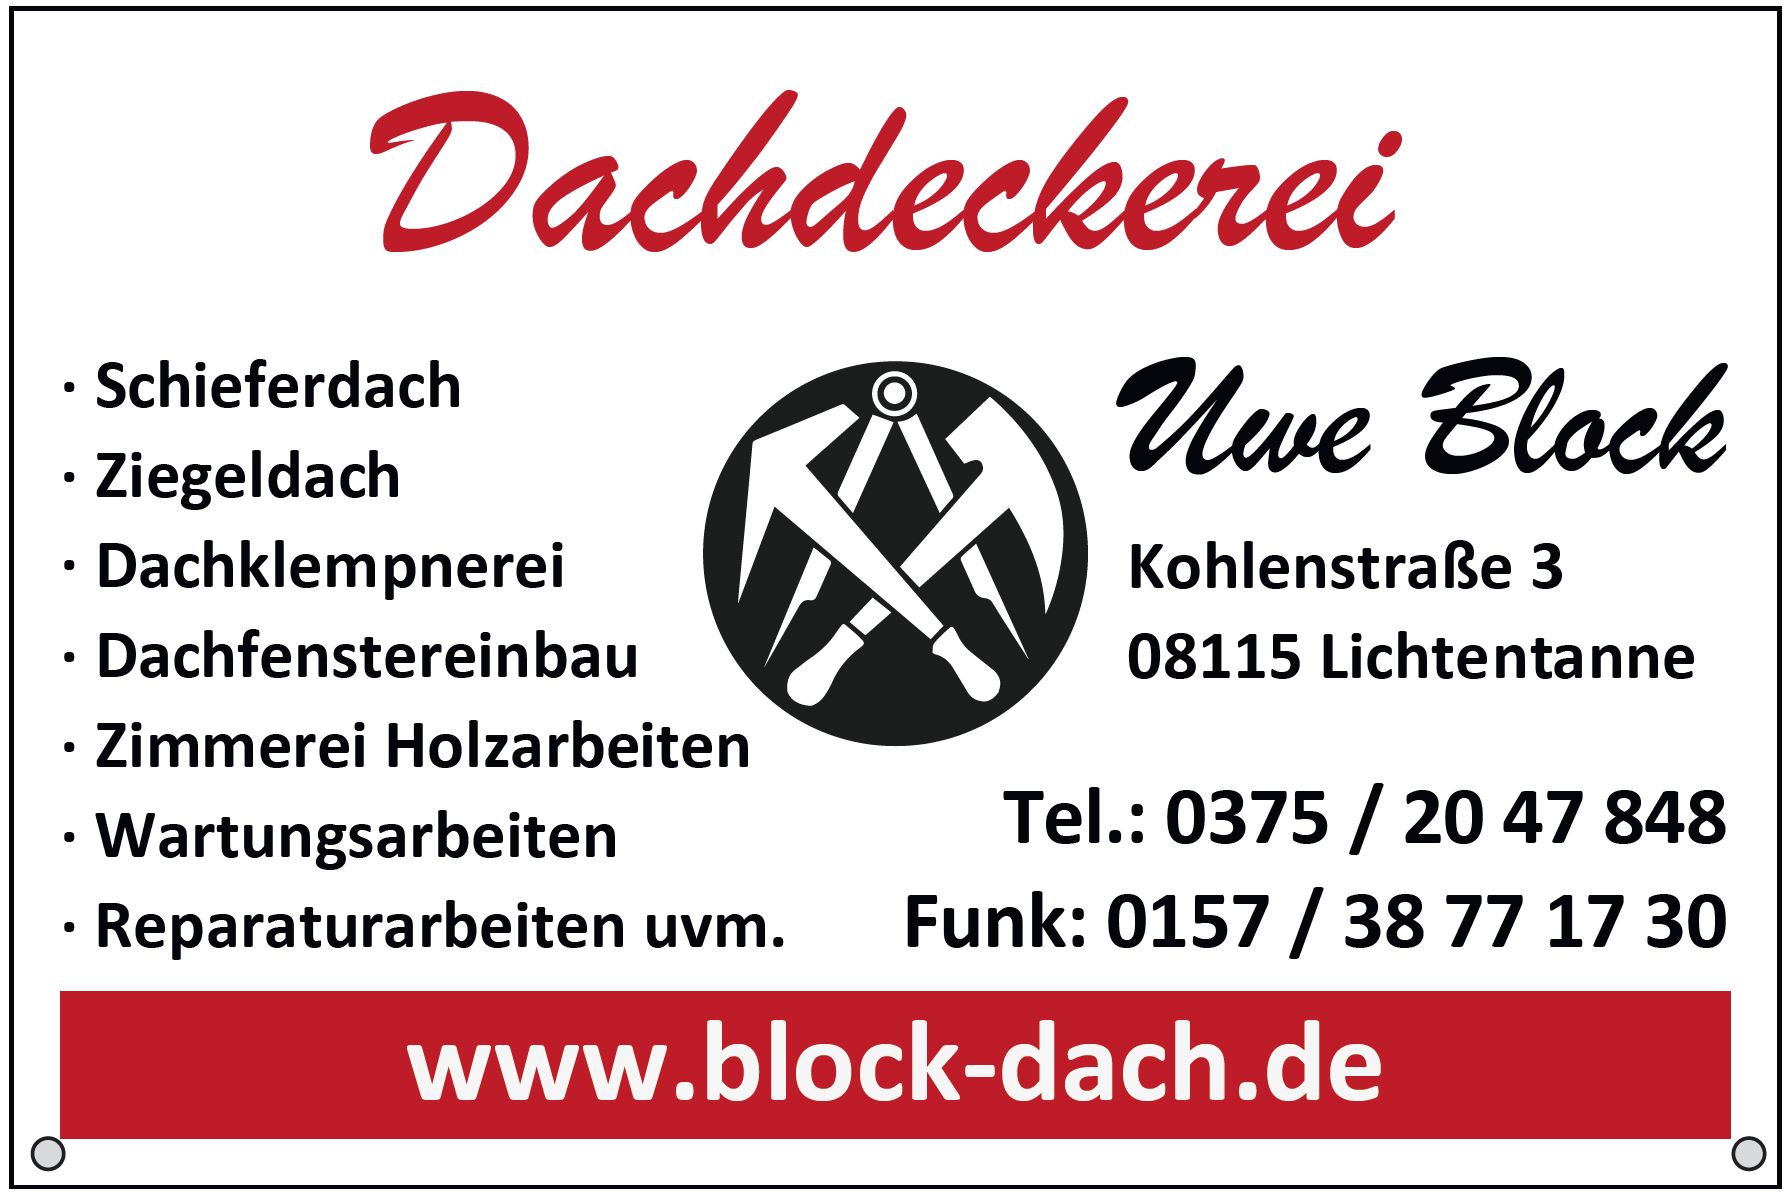 Dachdeckerei
· Schieferdach
· Ziegeldach
· Dachklempnerei
· Dachfenstereinbau
· Zimmerei Holzarbeiten
· Wartungsarbeiten
· Reparaturarbeiten uvm.
Uwe Block
Kohlenstraße 3
08115 Lichtentanne
Tel.: 0375 / 20 47 848
Funk: 0157 / 38 77 17 30
www.block-dach.de